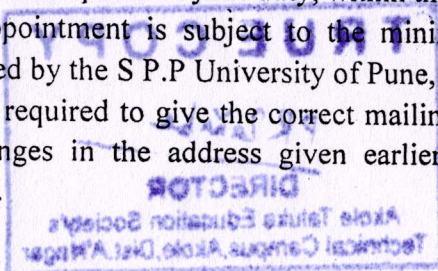 ppointment is subject to the mini
ed by the S P.P University of Pune,
required to give the correct mailin
nges in the address given earlier
TRUE COPY
DIRECTOR
Akole Taluka Education Society's
Technical Campus, Akole, Dist.A'Nagar